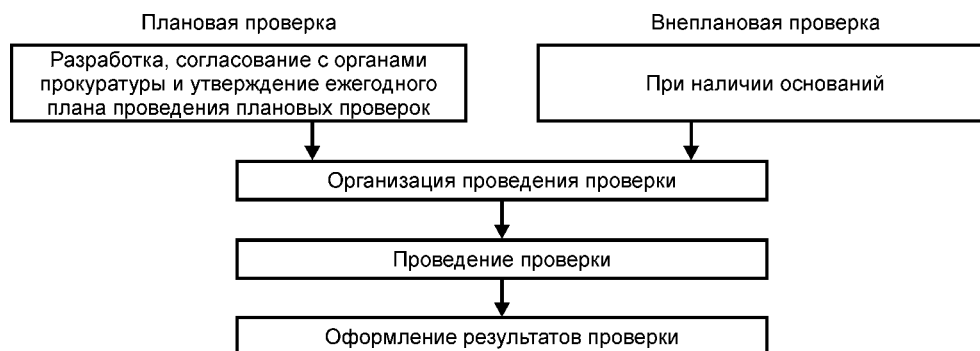 Плановая проверка
Внеплановая проверка
Разработка, согласование с органами
прокуратуры и утверждение ежегодного
плана проведения плановых проверок
При наличии оснований
Организация проведения проверки
Проведение проверки
Оформление результатов проверки